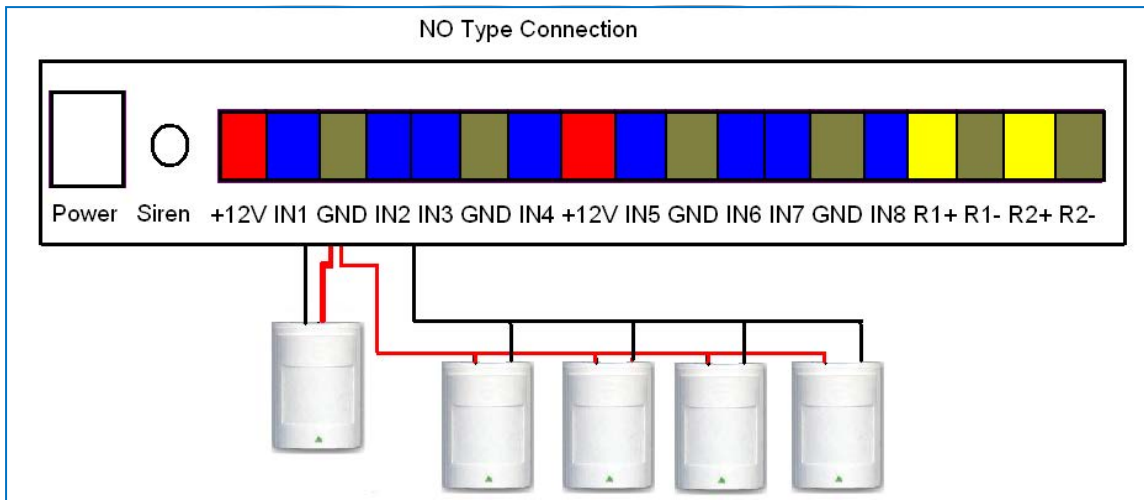 NO Type Connection
Power Siren +12V IN1 GND IN2 IN3 GND IN4 +12V IN5 GND IN6 IN7 GND IN8 R1+ R1- R2+ R2-